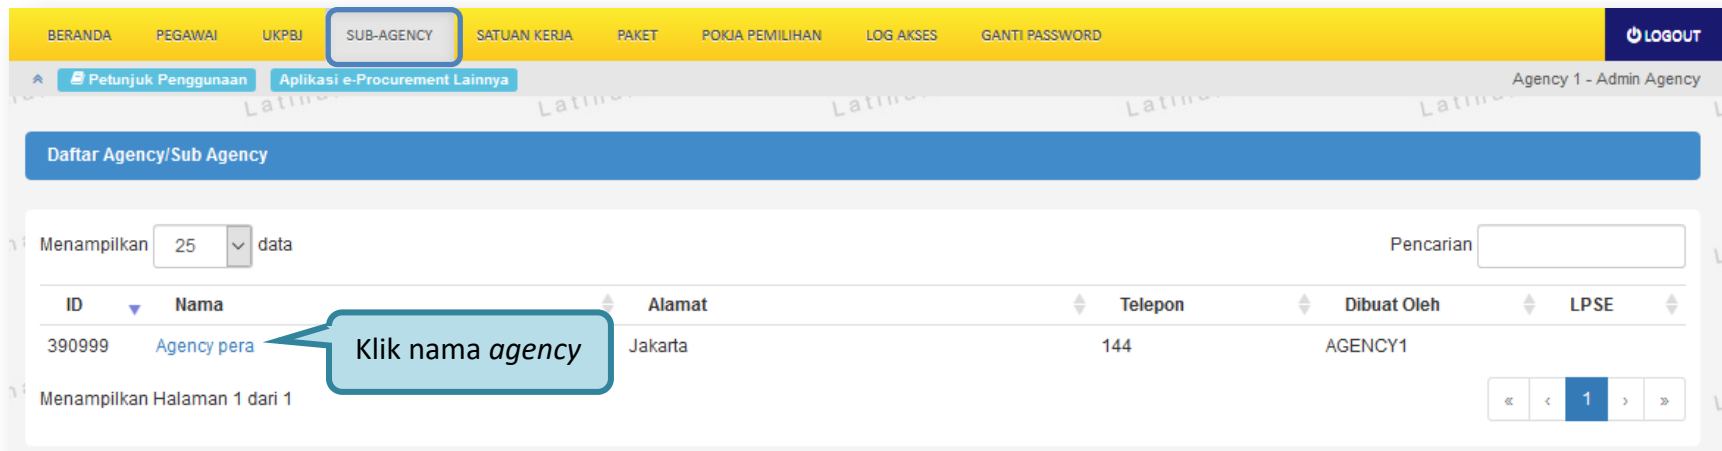 BERANDA PEGAWAI UKPBJ SUB-AGENCY SATUAN KERJA PAKET POKJA PEMILIHAN LOG AKSES GANTI PASSWORD LOGOUT
Petunjuk Penggunaan Aplikasi e-Procurement Lainnya Agency 1 - Admin Agency
Daftar Agency/Sub Agency
Menampilkan 25 data Pencarian
ID Nama Alamat Telepon Dibuat Oleh LPSE
390999 Agency pera Klik nama agency Jakarta 144 AGENCY1
Menampilkan Halaman 1 dari 1 « ‹ 1 › »